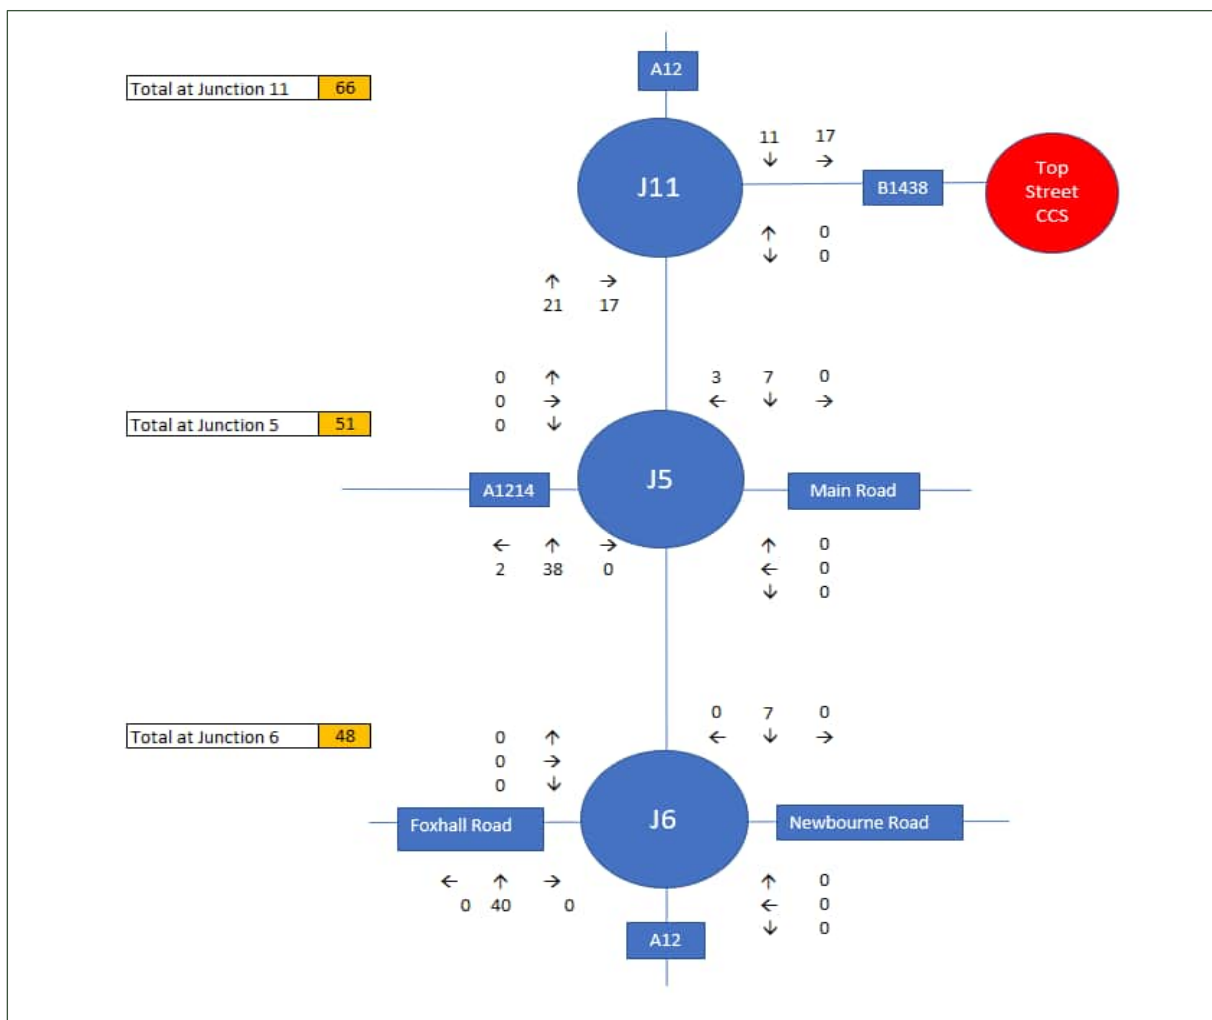 A12
Total at Junction 11 66
11 17
↓ →
J11
B1438
Top
Street
CCS
↑ 0
↓ 0
↑ →
21 17
0 ↑
0 →
0 ↓
3 7 0
← ↓ →
Total at Junction 5 51
A1214
J5
Main Road
← ↑ →
2 38 0
↑ 0
← 0
↓ 0
0 7 0
← ↓ →
Total at Junction 6 48
0 ↑
0 →
0 ↓
Foxhall Road
J6
Newbourne Road
← ↑ →
0 40 0
↑ 0
← 0
↓ 0
A12